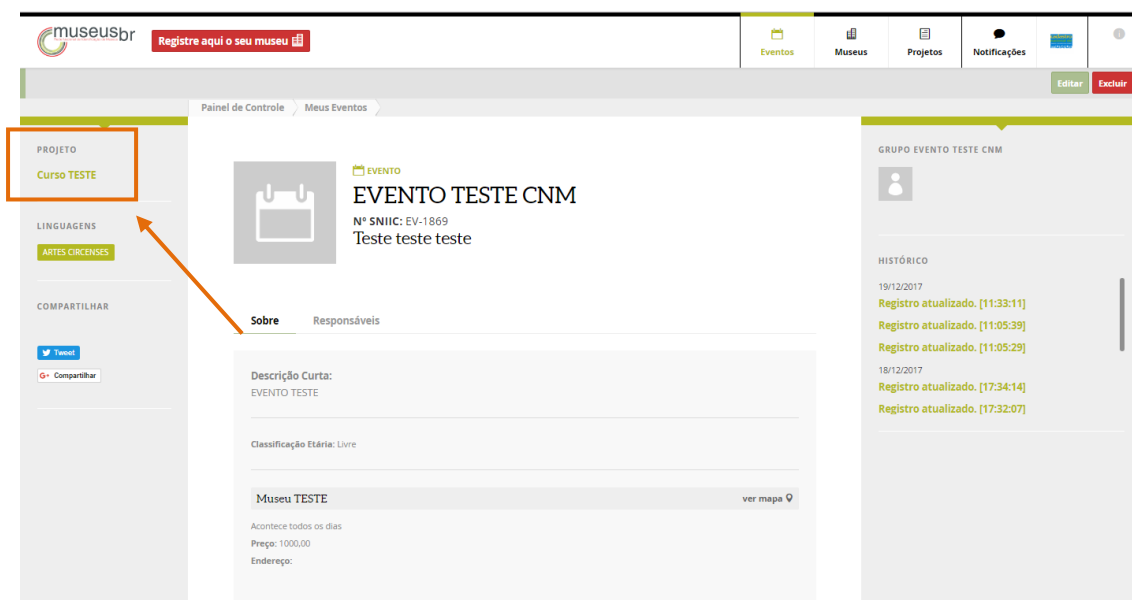 museusbr
Registre aqui o seu museu
Eventos
Museus
Projetos
Notificações
Editar
Excluir
Painel de Controle
Meus Eventos
PROJETO
Curso TESTE
LINGUAGENS
ARTES CIRCENSES
COMPARTILHAR
Tweet
G+ Compartilhar
EVENTO
EVENTO TESTE CNM
Nº SNIIC: EV-1869
Teste teste teste
Sobre
Responsáveis
Descrição Curta:
EVENTO TESTE
Classificação Etária: Livre
Museu TESTE
ver mapa
Acontece todos os dias
Preço: 1000,00
Endereço:
GRUPO EVENTO TESTE CNM
HISTÓRICO
19/12/2017
Registro atualizado. [11:33:11]
Registro atualizado. [11:05:39]
Registro atualizado. [11:05:29]
18/12/2017
Registro atualizado. [17:34:14]
Registro atualizado. [17:32:07]